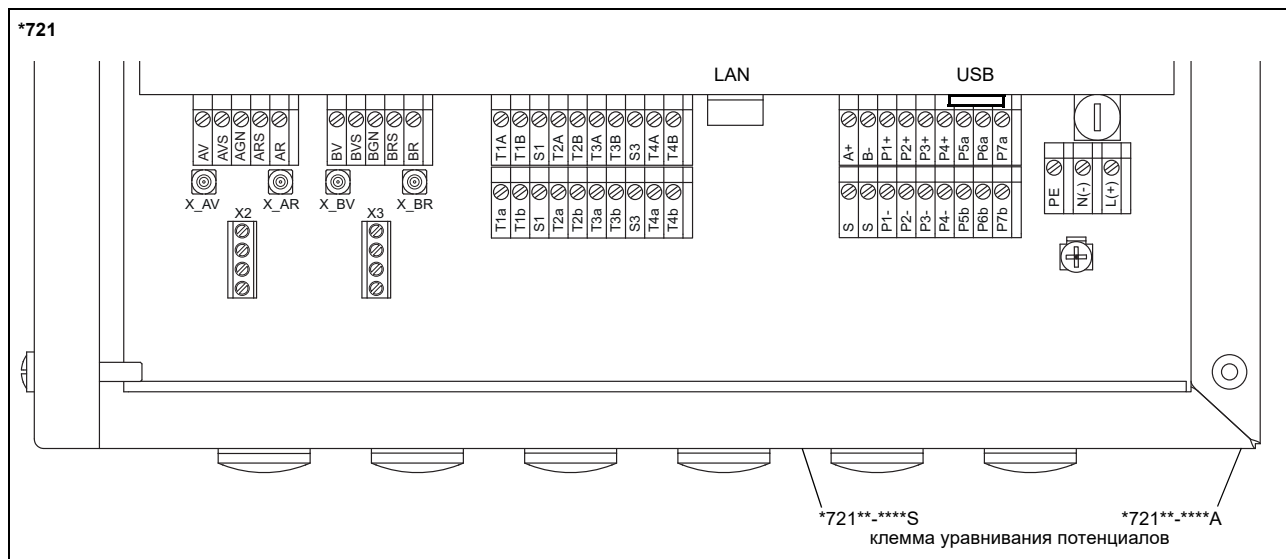 *721
LAN
USB
AV AVS AGN ARS AR
BV BVS BGN BRS BR
T1A T1B S1 T2A T2B T3A T3B S3 T4A T4B
A+ B- P1+ P2+ P3+ P4+ P5a P6a P7a
PE N(-) L(+)
X_AV X_AR X_BV X_BR
X2 X3
T1a T1b S1 T2a T2b T3a T3b S3 T4a T4b
S S P1- P2- P3- P4- P5b P6b P7b
*721**-****S *721**-****A
клемма уравнивания потенциалов